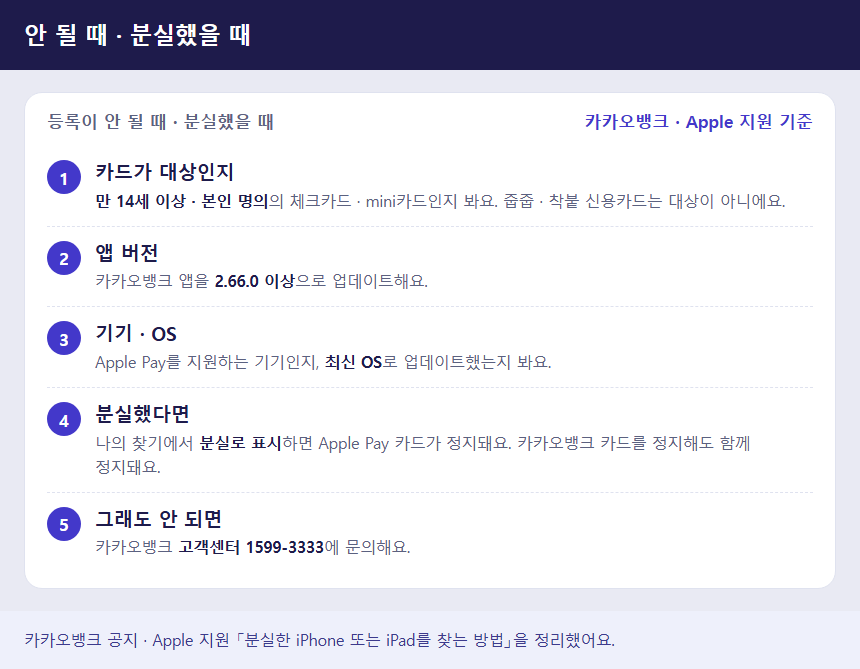 안 될 때 · 분실했을 때
등록이 안 될 때 · 분실했을 때
카카오뱅크 · Apple 지원 기준
1
카드가 대상인지
만 14세 이상 · 본인 명의의 체크카드 · mini카드인지 봐요. 줍줍 · 착붙 신용카드는 대상이 아니에요.
2
앱 버전
카카오뱅크 앱을 2.66.0 이상으로 업데이트해요.
3
기기 · OS
Apple Pay를 지원하는 기기인지, 최신 OS로 업데이트했는지 봐요.
4
분실했다면
나의 찾기에서 분실로 표시하면 Apple Pay 카드가 정지돼요. 카카오뱅크 카드를 정지해도 함께
정지돼요.
5
그래도 안 되면
카카오뱅크 고객센터 1599-3333에 문의해요.
카카오뱅크 공지 · Apple 지원 「분실한 iPhone 또는 iPad를 찾는 방법」을 정리했어요.